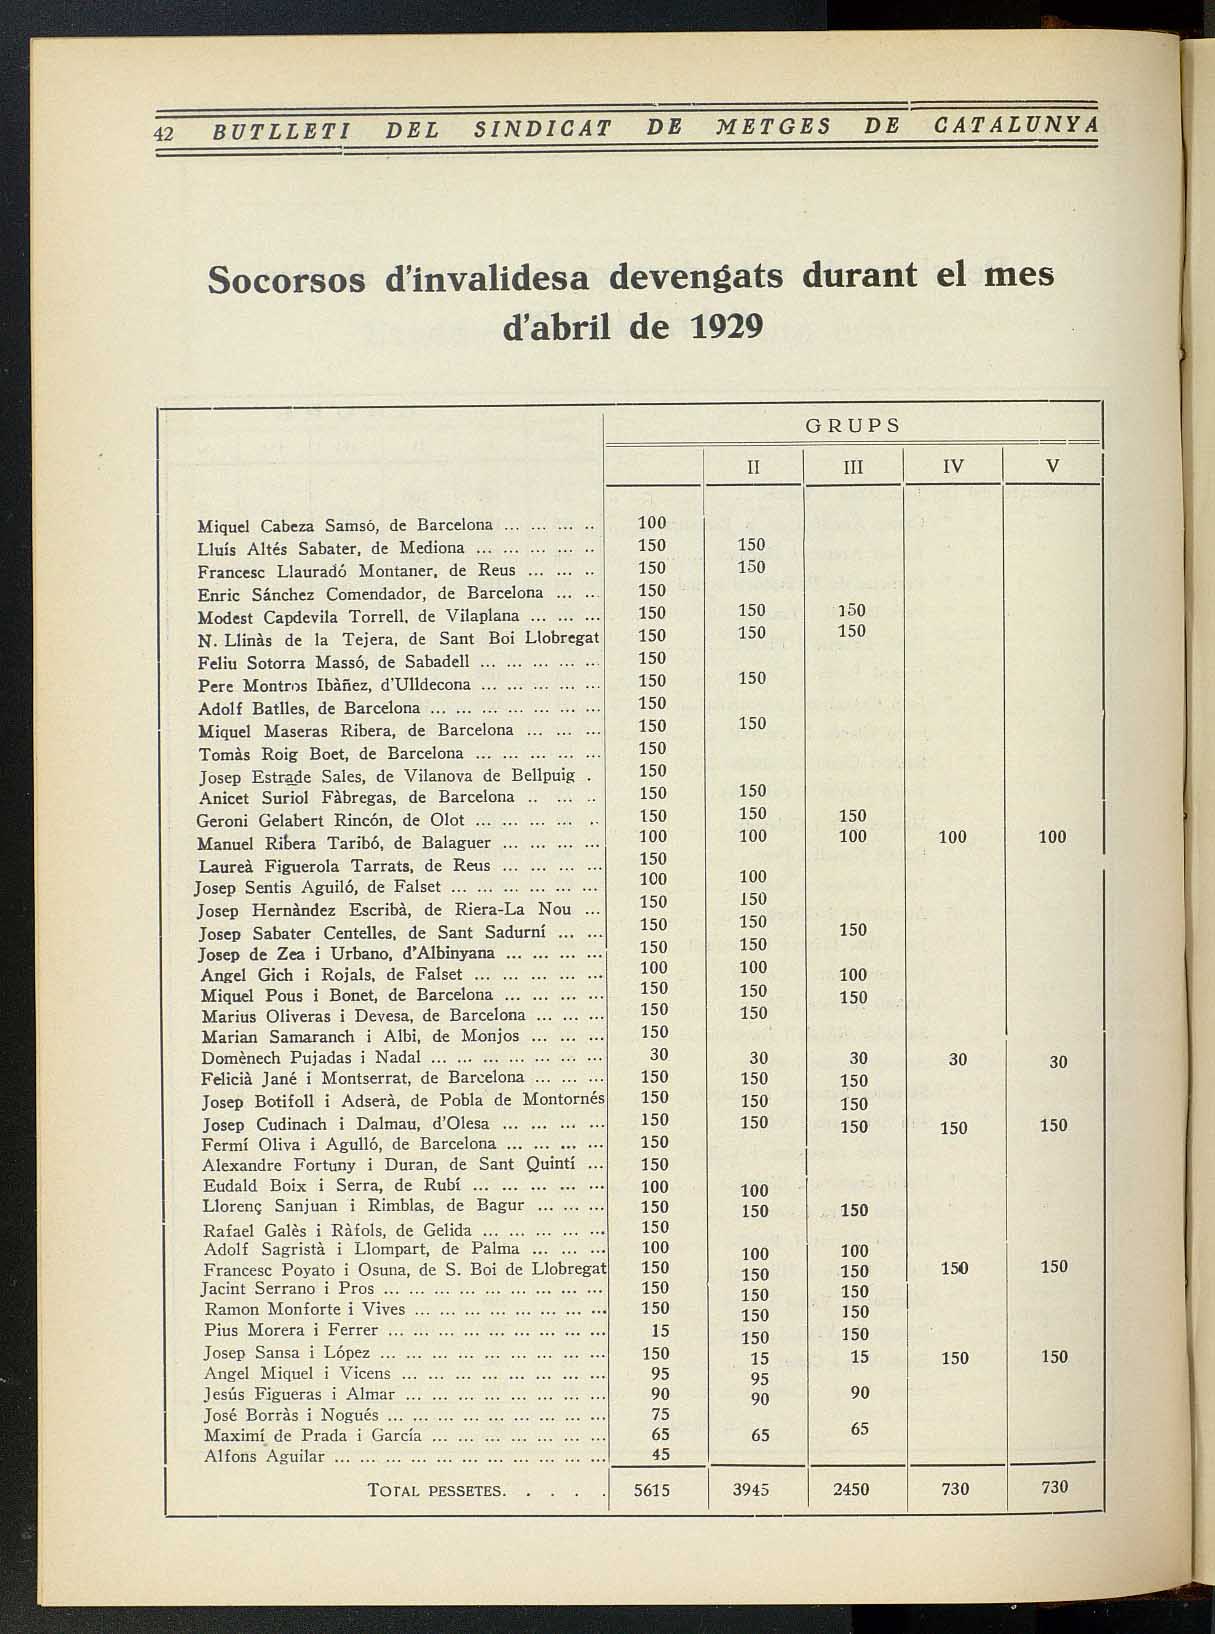 42 BUTLLETI DEL SINDICAT DE METGES DE CATALUNYA
Socorsos d'invalidesa devengats durant el mes
d'abril de 1929
GRUPS
II III IV V
Miquel Cabeza Samsó, de Barcelona ... ... ... .. 100
Lluís Altés Sabater, de Mediona ... ... ... ... .. 150 150
Francesc Llauradó Montaner, de Reus ... ... .. 150 150
Enric Sánchez Comendador, de Barcelona ... ... 150
Modest Capdevila Torrell, de Vilaplana ... ... ... 150 150 150
N. Llinàs de la Tejera, de Sant Boi Llobregat 150 150 150
Feliu Sotorra Massó, de Sabadell ... ... ... ... ... 150
Pere Montros Ibàñez, d'Ulldecona ... ... ... ... ... 150 150
Adolf Batlles, de Barcelona ... ... ... ... ... ... ... 150
Miquel Maseras Ribera, de Barcelona ... ... ... 150 150
Tomàs Roig Boet, de Barcelona ... ... ... ... ... 150
Josep Estrade Sales, de Vilanova de Bellpuig . 150
Anicet Suriol Fàbregas, de Barcelona .. ... .. 150 150
Geroni Gelabert Rincón, de Olot ... ... ... ... .. 150 150 150
Manuel Ribera Taribó, de Balaguer ... ... ... ... 100 100 100 100 100
Laureà Figuerola Tarrats, de Reus ... ... ... ... 150
Josep Sentis Aguiló, de Falset ... ... ... ... ... ... 100 100
Josep Hernàndez Escribà, de Riera-La Nou ... 150 150
Josep Sabater Centelles, de Sant Sadurní ... ... 150 150 150
Josep de Zea i Urbano, d'Albinyana ... ... ... ... 150 150
Angel Gich i Rojals, de Falset ... ... ... ... ... 100 100 100
Miquel Pous i Bonet, de Barcelona ... ... ... ... 150 150 150
Marius Oliveras i Devesa, de Barcelona ... ... ... 150 150
Marian Samaranch i Albi, de Monjos ... ... ... 150
Domènech Pujadas i Nadal ... ... ... ... ... ... ... 30 30 30 30 30
Felicià Jané i Montserrat, de Barcelona ... ... ... 150 150 150
Josep Botifoll i Adserà, de Pobla de Montornés 150 150 150
Josep Cudinach i Dalmau, d'Olesa ... ... ... ... 150 150 150 150 150
Fermí Oliva i Agulló, de Barcelona ... ... ... ... 150
Alexandre Fortuny i Duran, de Sant Quintí ... 150
Eudald Boix i Serra, de Rubí ... ... ... ... ... 100 100
Llorenç Sanjuan i Rimblas, de Bagur ... ... ... 150 150 150
Rafael Galès i Ràfols, de Gelida ... ... ... ... ... 150
Adolf Sagristà i Llompart, de Palma ... ... ... 100 100 100
Francesc Poyato i Osuna, de S. Boi de Llobregat 150 150 150 150 150
Jacint Serrano i Pros ... ... ... ... ... ... ... ... ... 150 150 150
Ramon Monforte i Vives ... ... ... ... ... ... ... ... 150 150 150
Pius Morera i Ferrer ... ... ... ... ... ... ... ... ... 15 150 150
Josep Sansa i López ... ... ... ... ... ... ... ... ... 150 15 15 150 150
Angel Miquel i Vicens ... ... ... ... ... ... ... ... 95 95
Jesús Figueras i Almar ... ... ... ... ... ... ... ... 90 90 90
José Borràs i Nogués ... ... ... ... ... ... ... ... ... 75
Maximí de Prada i García ... ... ... ... ... ... ... 65 65 65
Alfons Aguilar ... ... ... ... ... ... ... ... ... ... ... 45
TOTAL PESSETES. . . . . 5615 3945 2450 730 730